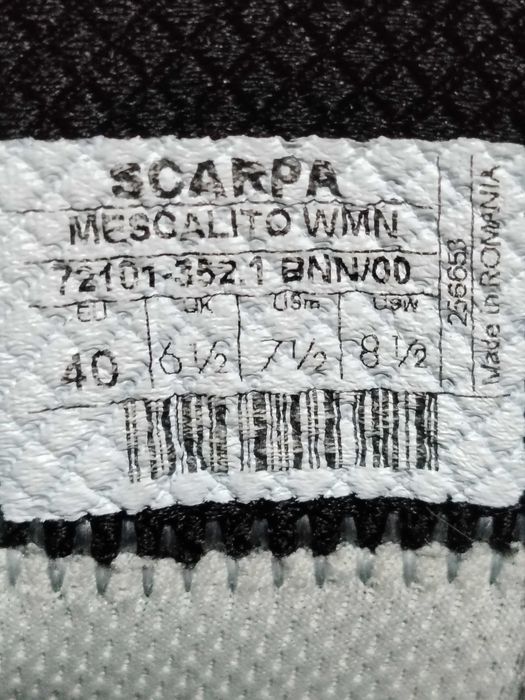 SCARPA
MESCALITO WMN
72101-352.1 BNN/00
EU UK USm USW
40 6 1/2 7 1/2 8 1/2
256653
Made in ROMANIA